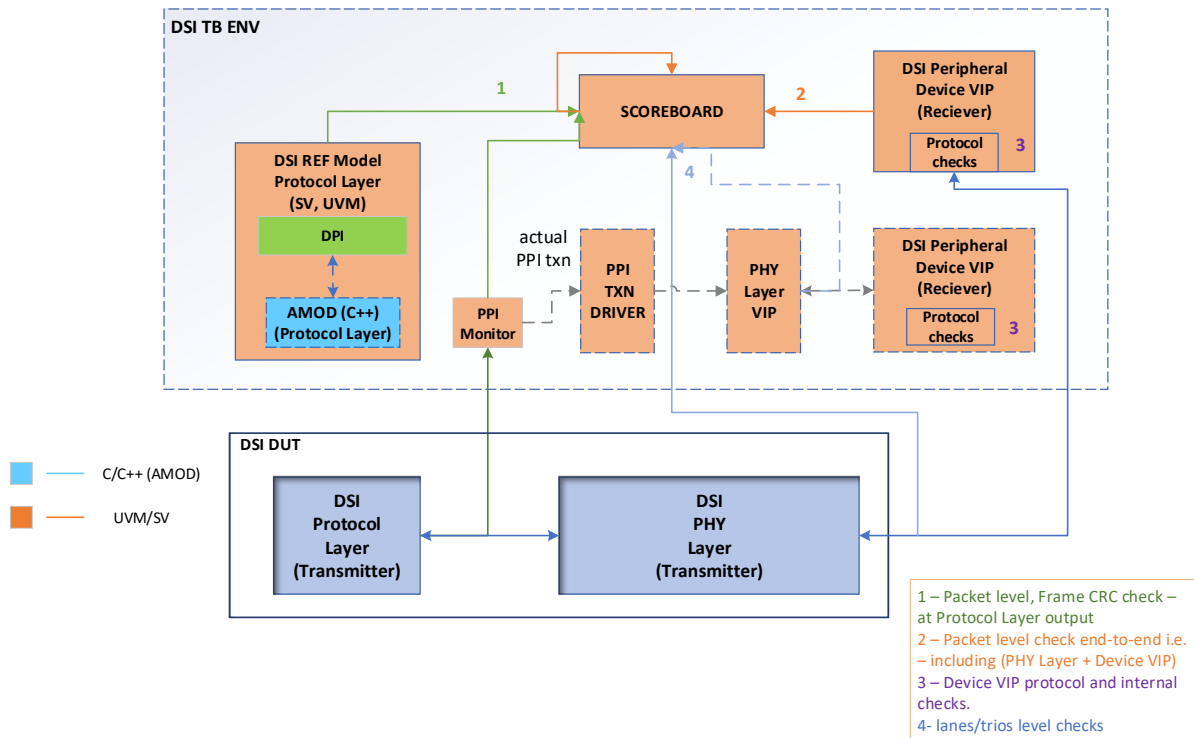 DSI TB ENV
1
SCOREBOARD
2
DSI Peripheral
Device VIP
(Reciever)
Protocol
checks
3
4
DSI REF Model
Protocol Layer
(SV, UVM)
DPI
AMOD (C++)
(Protocol Layer)
actual
PPI txn
PPI
Monitor
PPI
TXN
DRIVER
PHY
Layer
VIP
DSI Peripheral
Device VIP
(Reciever)
Protocol
checks
3
DSI DUT
DSI
Protocol
Layer
(Transmitter)
DSI
PHY
Layer
(Transmitter)
C/C++ (AMOD)
UVM/SV
1 – Packet level, Frame CRC check –
at Protocol Layer output
2 – Packet level check end-to-end i.e.
– including (PHY Layer + Device VIP)
3 – Device VIP protocol and internal
checks.
4- lanes/trios level checks